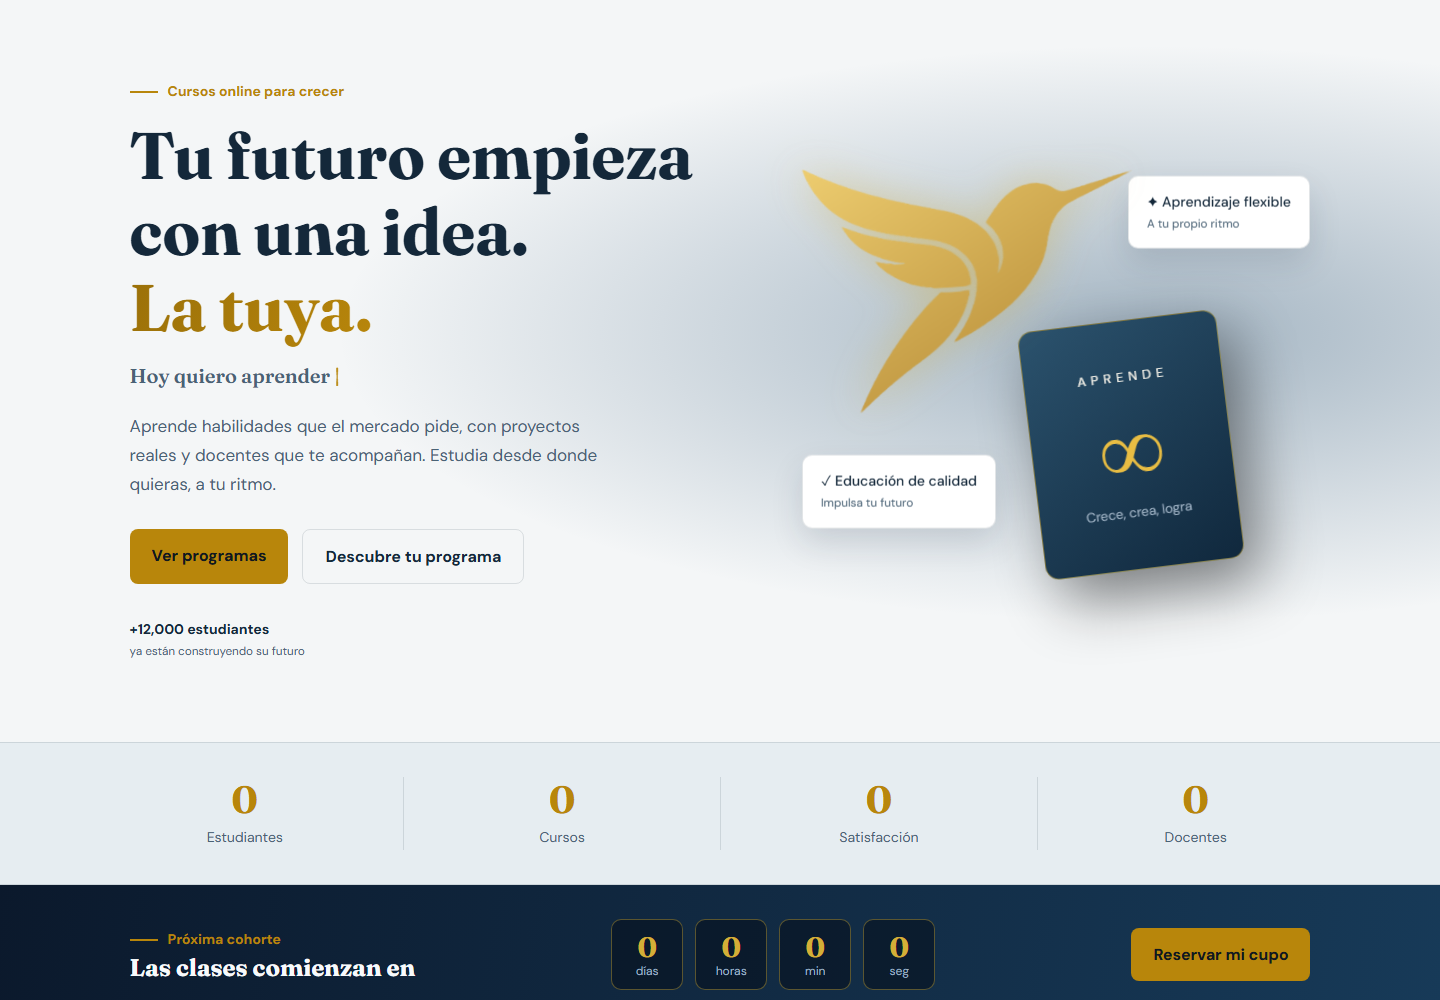 Cursos online para crecer
Tu futuro empieza
con una idea.
La tuya.
Hoy quiero aprender |
Aprende habilidades que el mercado pide, con proyectos
reales y docentes que te acompañan. Estudia desde donde
quieras, a tu ritmo.
Ver programas
Descubre tu programa
+12,000 estudiantes
ya están construyendo su futuro
✦ Aprendizaje flexible
A tu propio ritmo
APRENDE
∞
Crece, crea, logra
✓ Educación de calidad
Impulsa tu futuro
0
Estudiantes
0
Cursos
0
Satisfacción
0
Docentes
Próxima cohorte
Las clases comienzan en
0
días
0
horas
0
min
0
seg
Reservar mi cupo